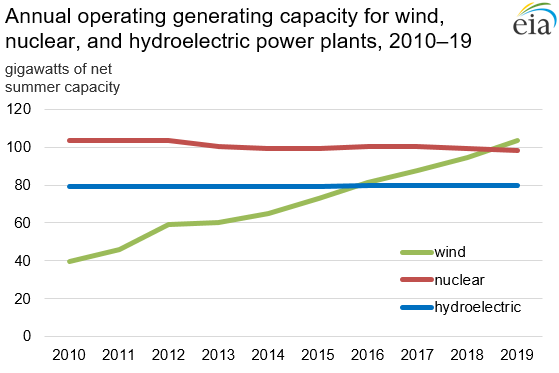 Annual operating generating capacity for wind,
nuclear, and hydroelectric power plants, 2010–19
eia
gigawatts of net
summer capacity
120
100
80
60
40
20
0
wind
nuclear
hydroelectric
2010 2011 2012 2013 2014 2015 2016 2017 2018 2019